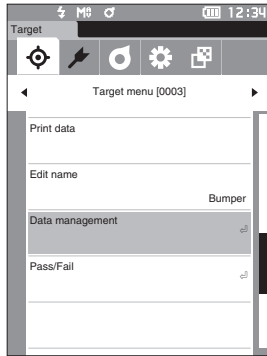 12:34
Target
Target menu [0003]
Print data
Edit name
Bumper
Data management
Pass/Fail